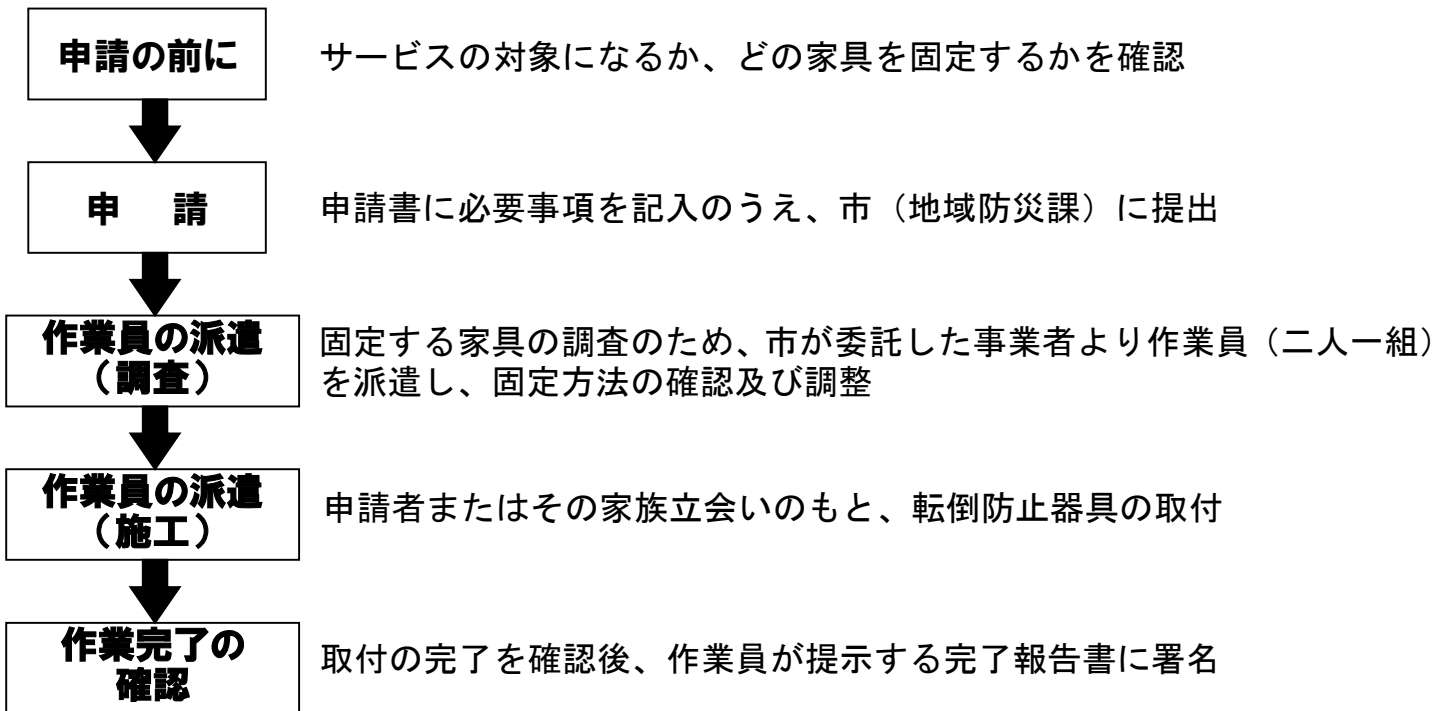 申請の前に
サービスの対象になるか、どの家具を固定するかを確認
申　請
申請書に必要事項を記入のうえ、市（地域防災課）に提出
作業員の派遣
（調査）
固定する家具の調査のため、市が委託した事業者より作業員（二人一組）
を派遣し、固定方法の確認及び調整
作業員の派遣
（施工）
申請者またはその家族立会いのもと、転倒防止器具の取付
作業完了の
確認
取付の完了を確認後、作業員が提示する完了報告書に署名